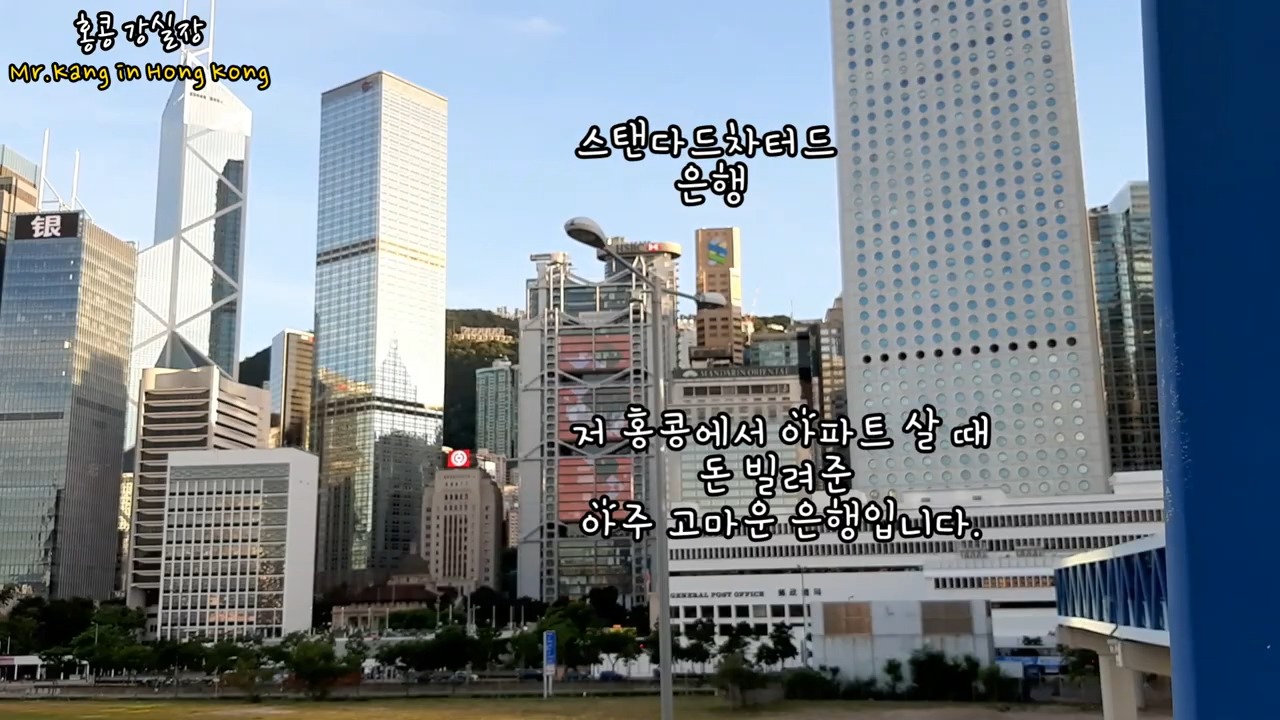 홍콩 강실장
Mr.Kang in Hong Kong
스탠다드차터드
은행
银
MANDARIN ORIENTAL
저 홍콩에서 아파트 살 때
돈 빌려준
아주 고마운 은행입니다.
GENERAL POST OFFICE